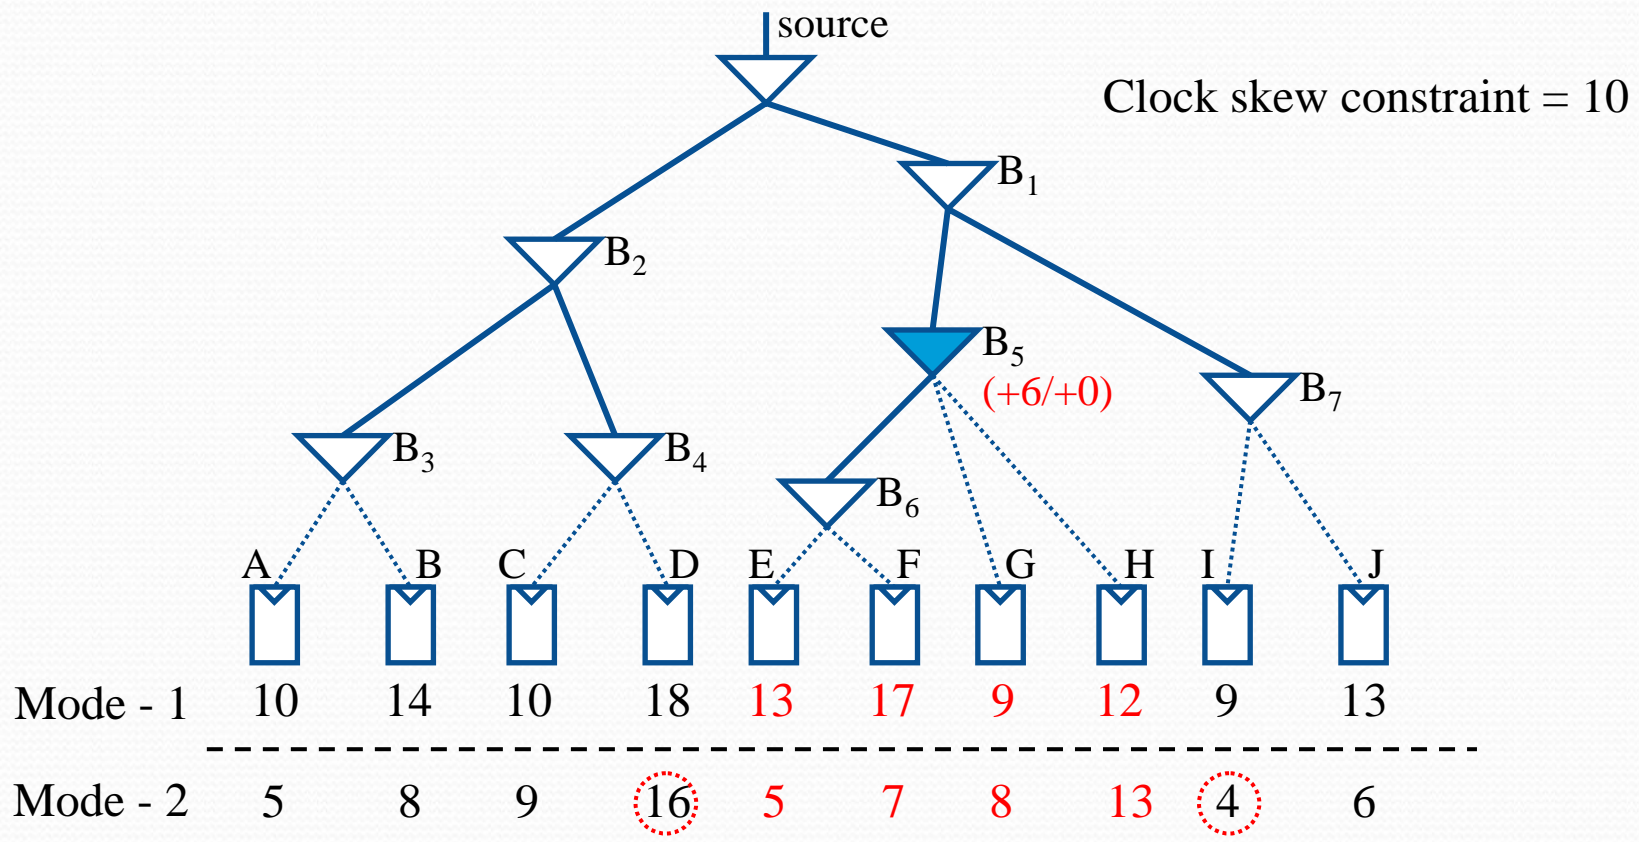 source
Clock skew constraint = 10
B1
B2
B5
(+6/+0)
B7
B3
B4
B6
A B C D E F G H I J
Mode - 1 10 14 10 18 13 17 9 12 9 13
Mode - 2 5 8 9 16 5 7 8 13 4 6